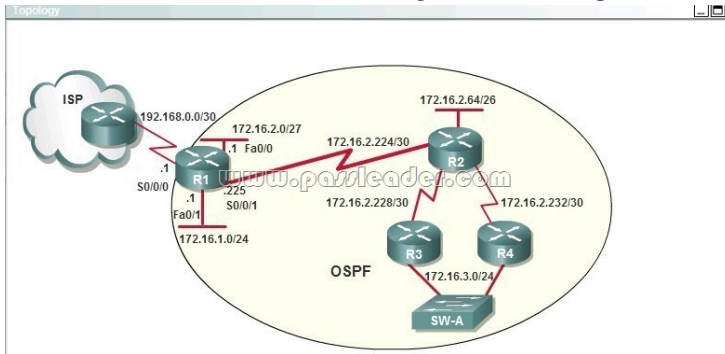 Topology
ISP
192.168.0.0/30
172.16.2.64/26
172.16.2.0/27
172.16.2.224/30
.1 Fa0/0
R2
.1
R1
www.passleader.com
S0/0/0
.1
.225
S0/0/1
Fa0/1
172.16.2.228/30
172.16.2.232/30
172.16.1.0/24
R3
R4
OSPF
172.16.3.0/24
SW-A